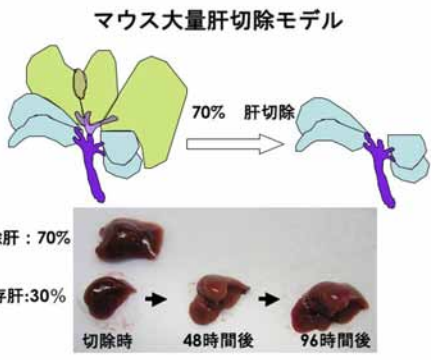 マウス大量肝切除モデル
70% 肝切除
除肝：70%
存肝:30%
切除時
48時間後
96時間後